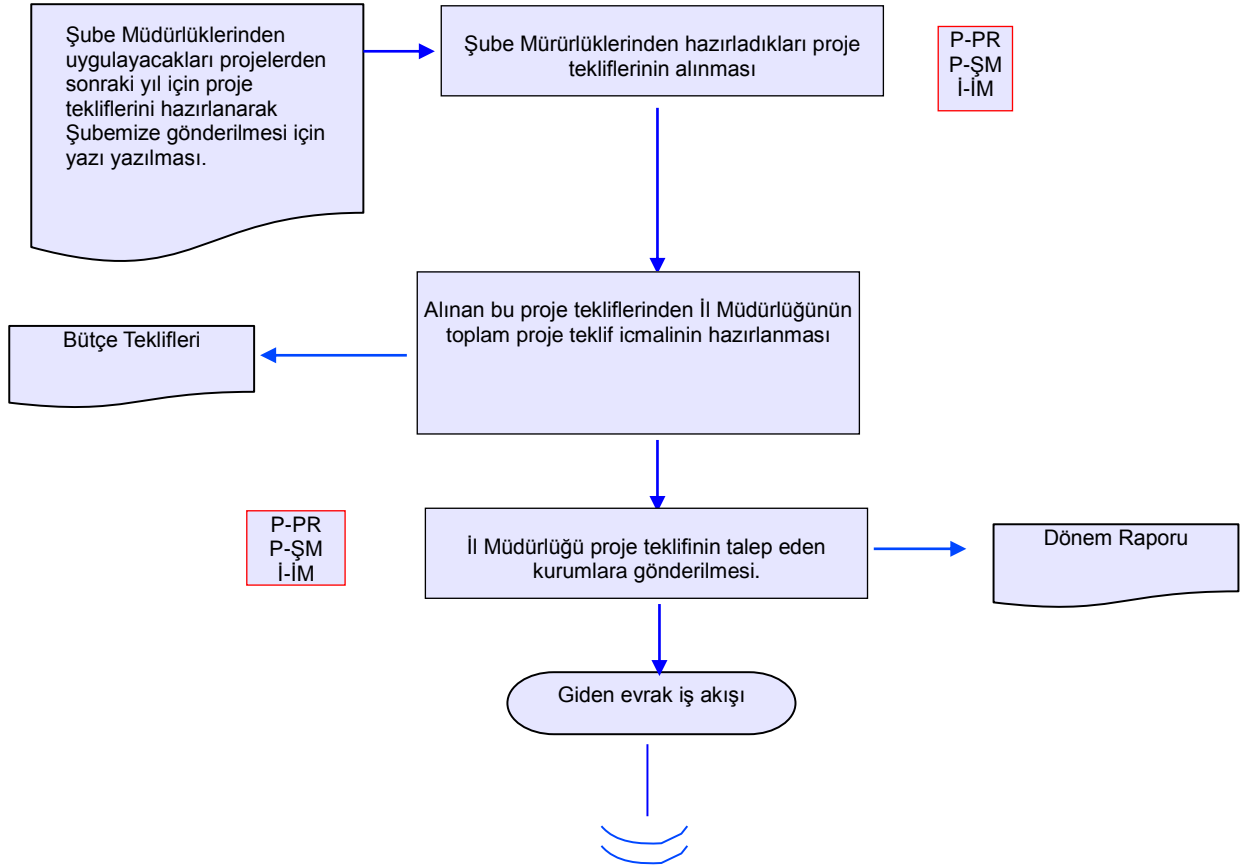 Şube Müdürlüklerinden
uygulayacakları projelerden
sonraki yıl için proje
tekliflerini hazırlanarak
Şubemize gönderilmesi için
yazı yazılması.
Şube Mürürlüklerinden hazırladıkları proje
tekliflerinin alınması
P-PR
P-ŞM
İ-İM
Alınan bu proje tekliflerinden İl Müdürlüğünün
toplam proje teklif icmalinin hazırlanması
Bütçe Teklifleri
P-PR
P-ŞM
İ-İM
İl Müdürlüğü proje teklifinin talep eden
kurumlara gönderilmesi.
Dönem Raporu
Giden evrak iş akışı